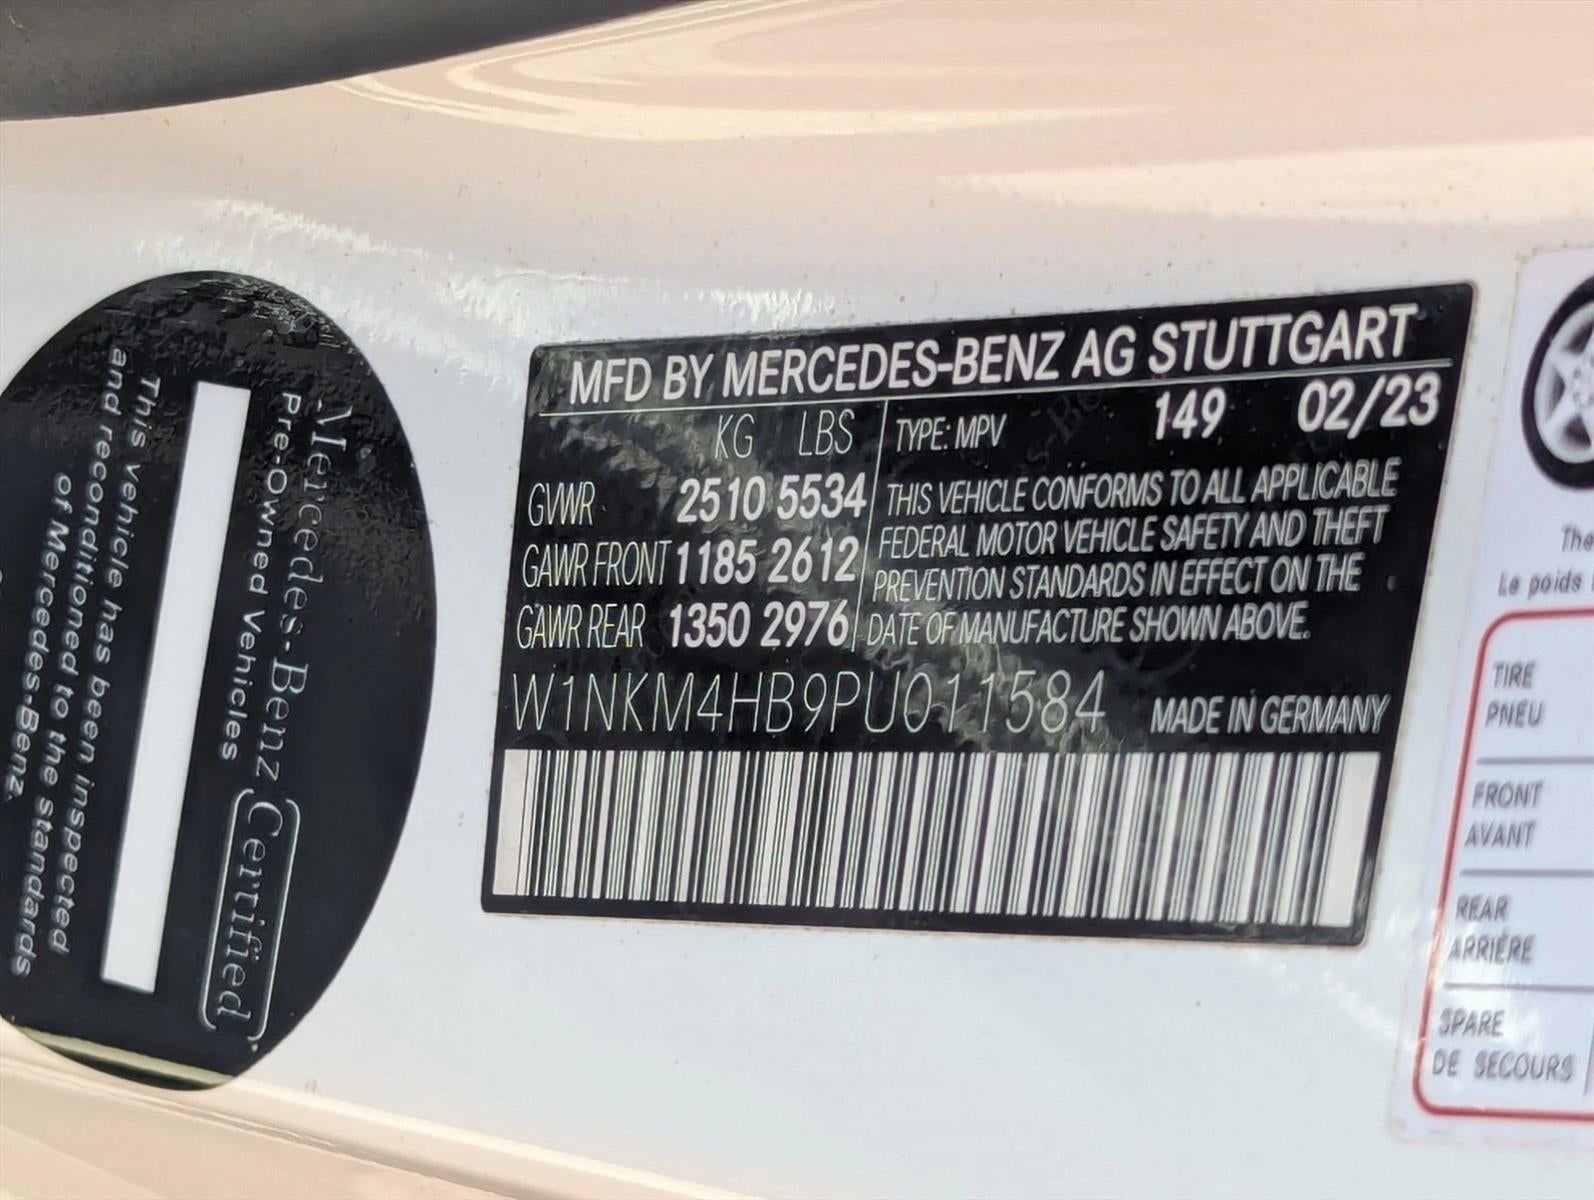 Mercedes-Benz Certified
Pre-owned Vehicles
This vehicle has been inspected
and reconditioned to the standards
of Mercedes-Benz.
MFD BY MERCEDES-BENZ AG STUTTGART
KG LBS
GVWR 2510 5534
GAWR FRONT 1185 2612
GAWR REAR 1350 2976
TYPE: MPV 149 02/23
THIS VEHICLE CONFORMS TO ALL APPLICABLE
FEDERAL MOTOR VEHICLE SAFETY AND THEFT
PREVENTION STANDARDS IN EFFECT ON THE
DATE OF MANUFACTURE SHOWN ABOVE.
W1NKM4HB9PU011584 MADE IN GERMANY
The
Le poids
TIRE
PNEU
FRONT
AVANT
REAR
ARRIÈRE
SPARE
DE SECOURS